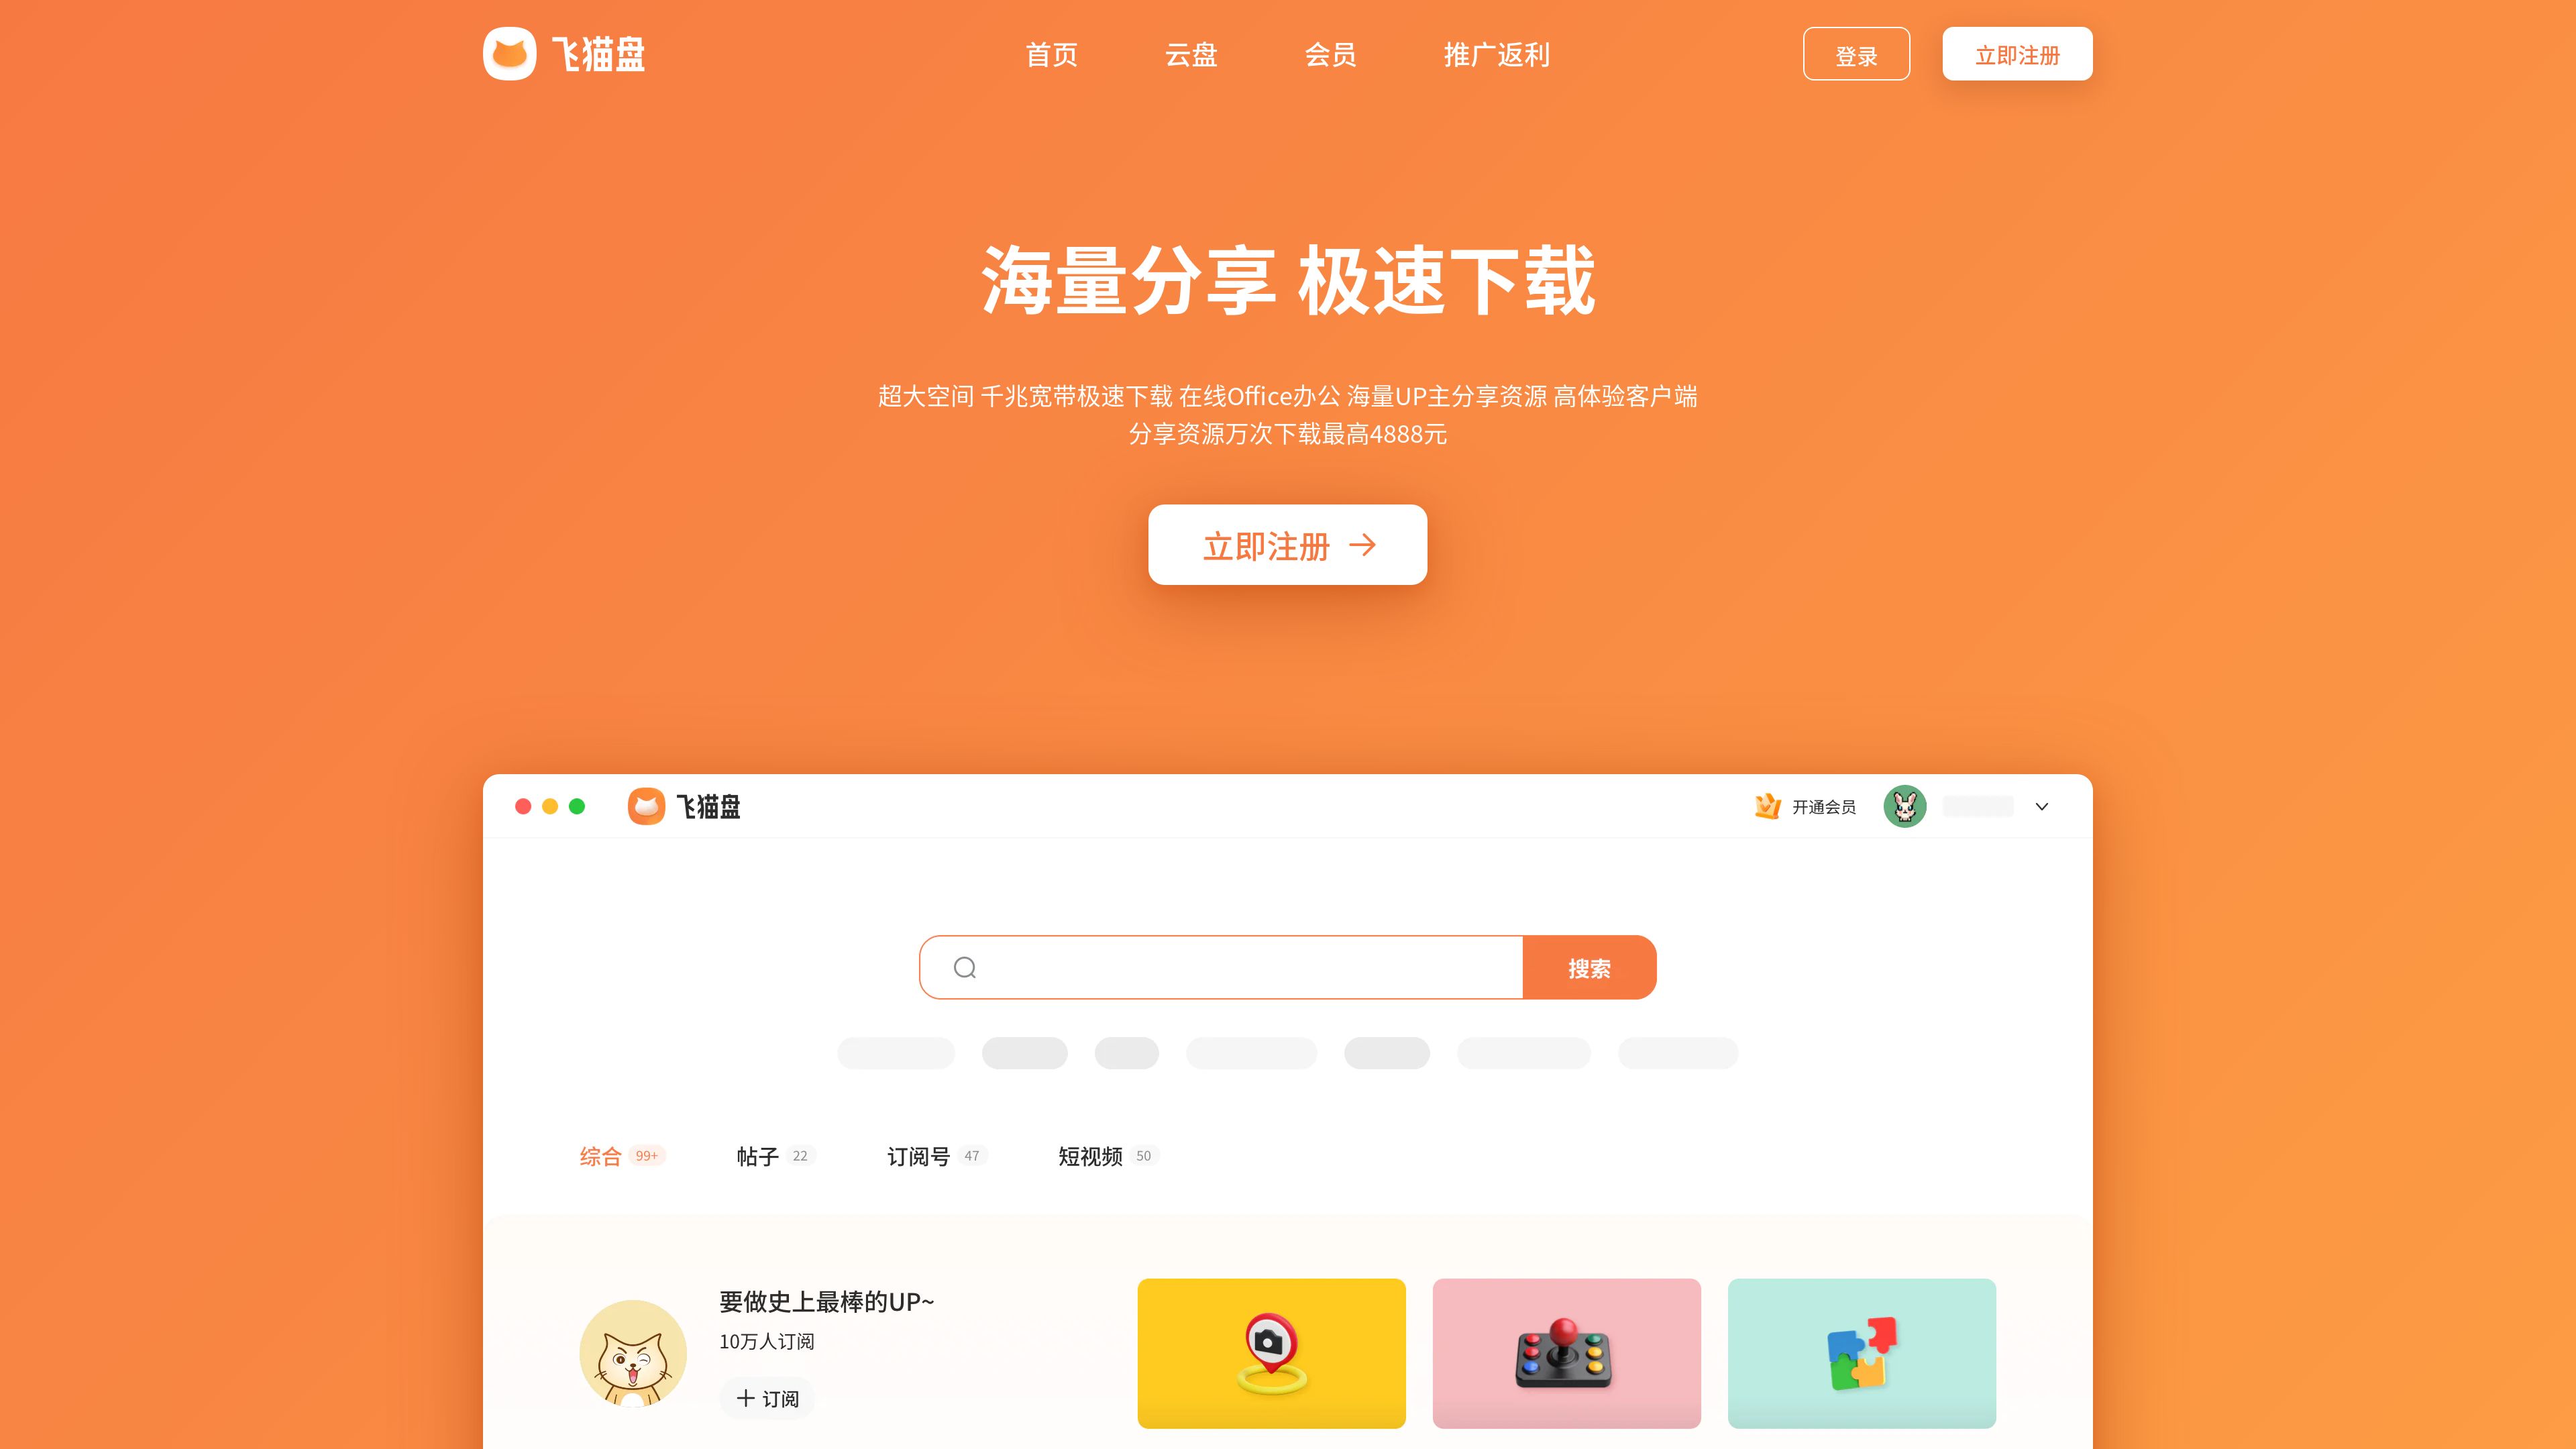 飞猫盘
首页
云盘
会员
推广返利
登录
立即注册
海量分享 极速下载
超大空间 千兆宽带极速下载 在线Office办公 海量UP主分享资源 高体验客户端
分享资源万次下载最高4888元
立即注册
飞猫盘
开通会员
搜索
综合 99+
帖子 22
订阅号 47
短视频 50
要做史上最棒的UP~
10万人订阅
订阅